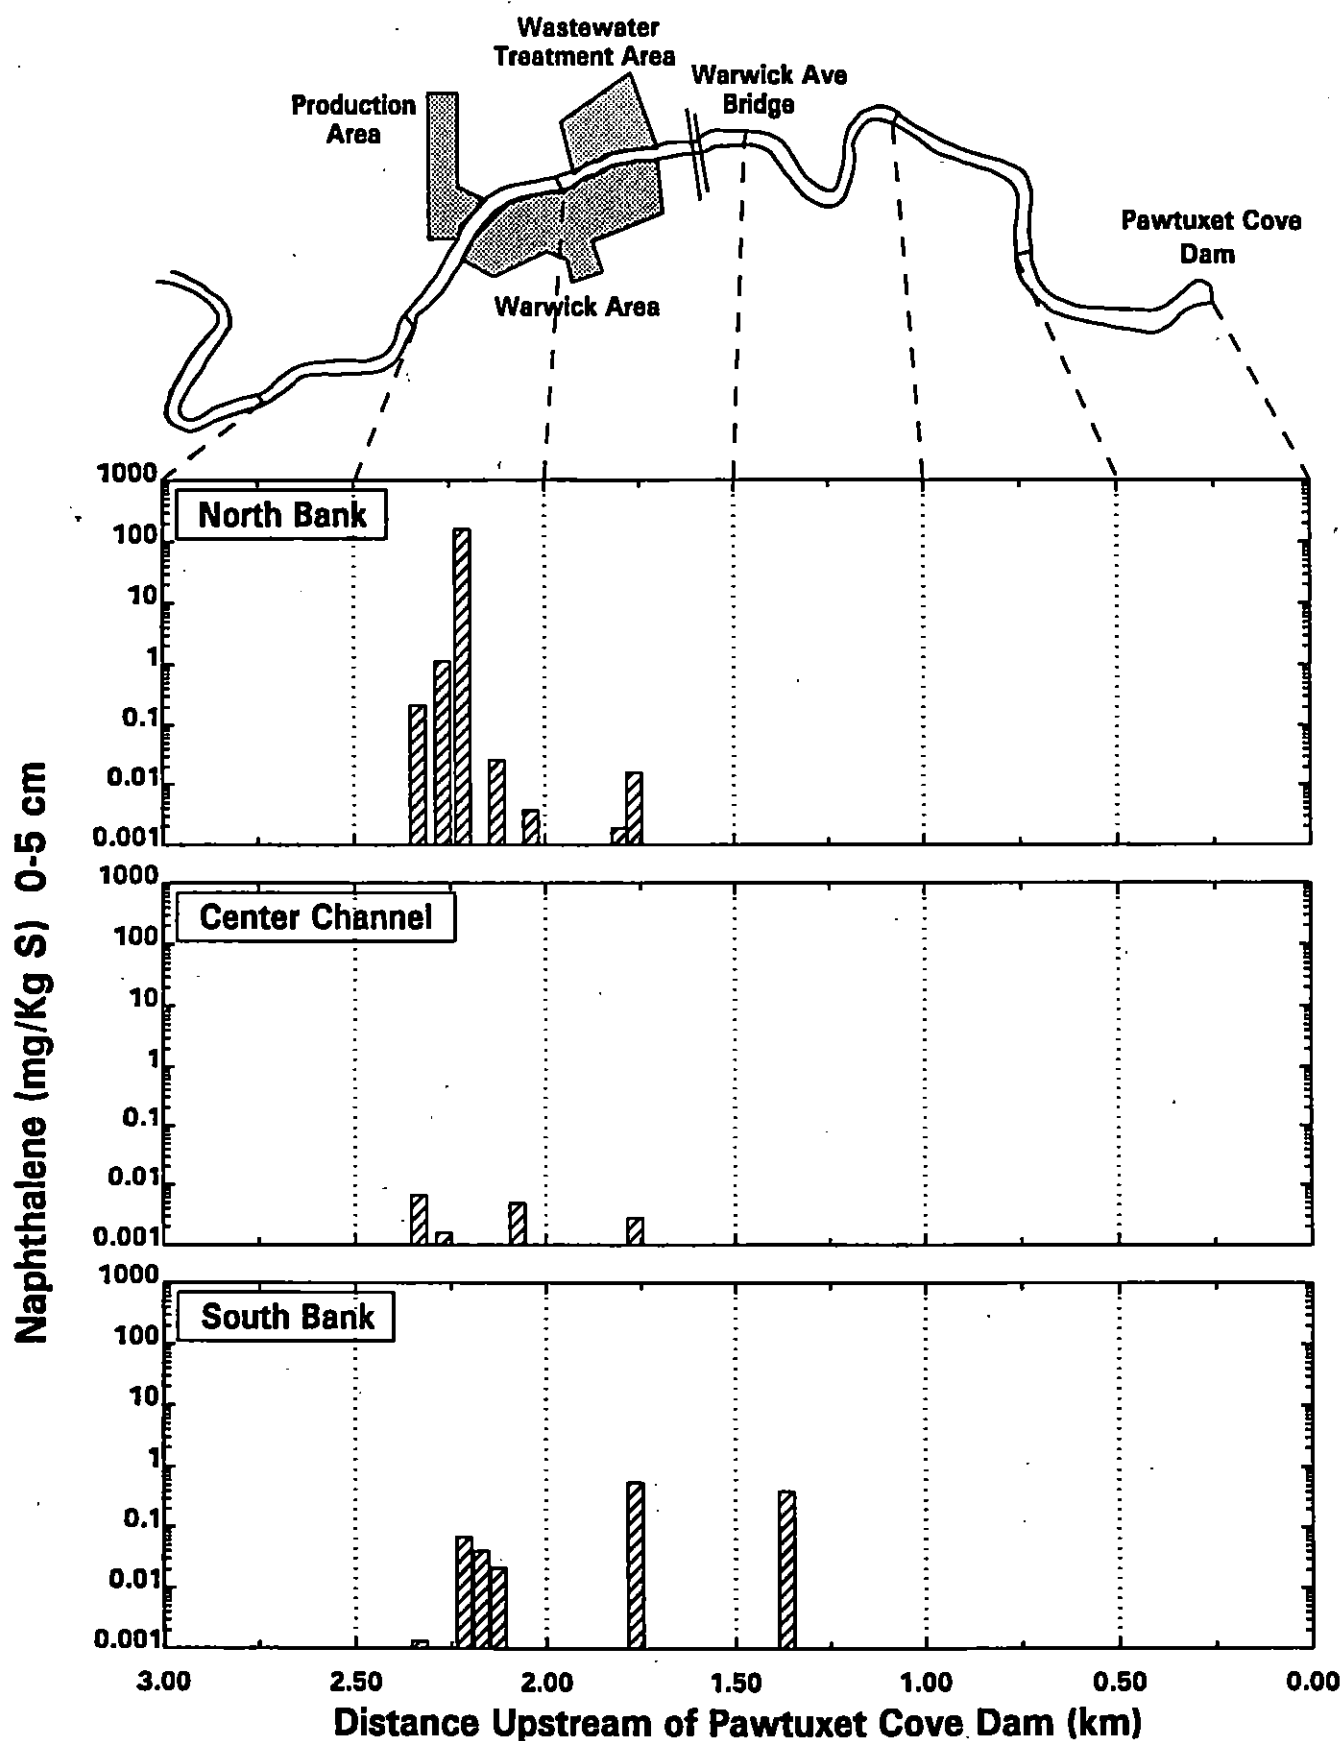 Wastewater
Treatment Area
Warwick Ave
Bridge
Production
Area
Pawtuxet Cove
Dam
Warwick Area
Naphthalene (mg/Kg S) 0-5 cm
1000
North Bank
100
10
1
0.1
0.01
0.001
1000
Center Channel
100
10
1
0.1
0.01
0.001
1000
South Bank
100
10
1
0.1
0.01
0.001
3.00 2.50 2.00 1.50 1.00 0.50 0.00
Distance Upstream of Pawtuxet Cove Dam (km)